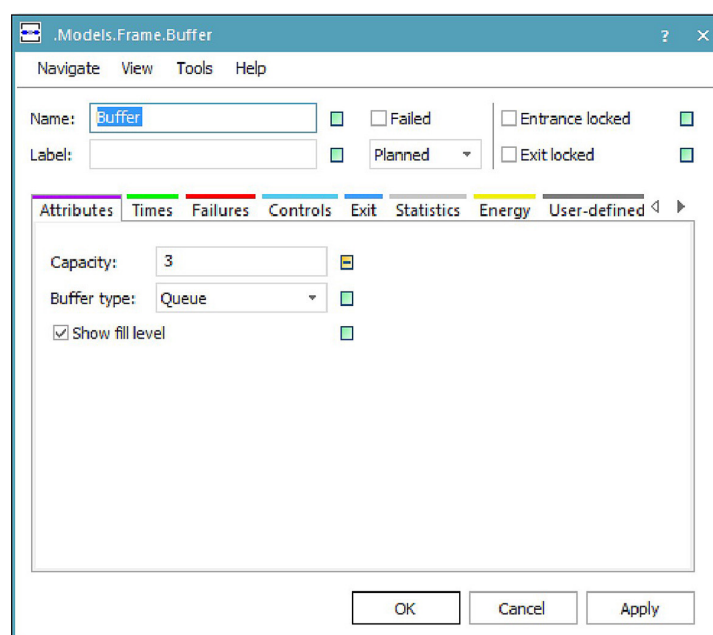 .Models.Frame.Buffer ? ×
Navigate View Tools Help
Name: Buffer Failed Entrance locked
Label: Planned Exit locked
Attributes Times Failures Controls Exit Statistics Energy User-defined
Capacity: 3
Buffer type: Queue
Show fill level
OK Cancel Apply